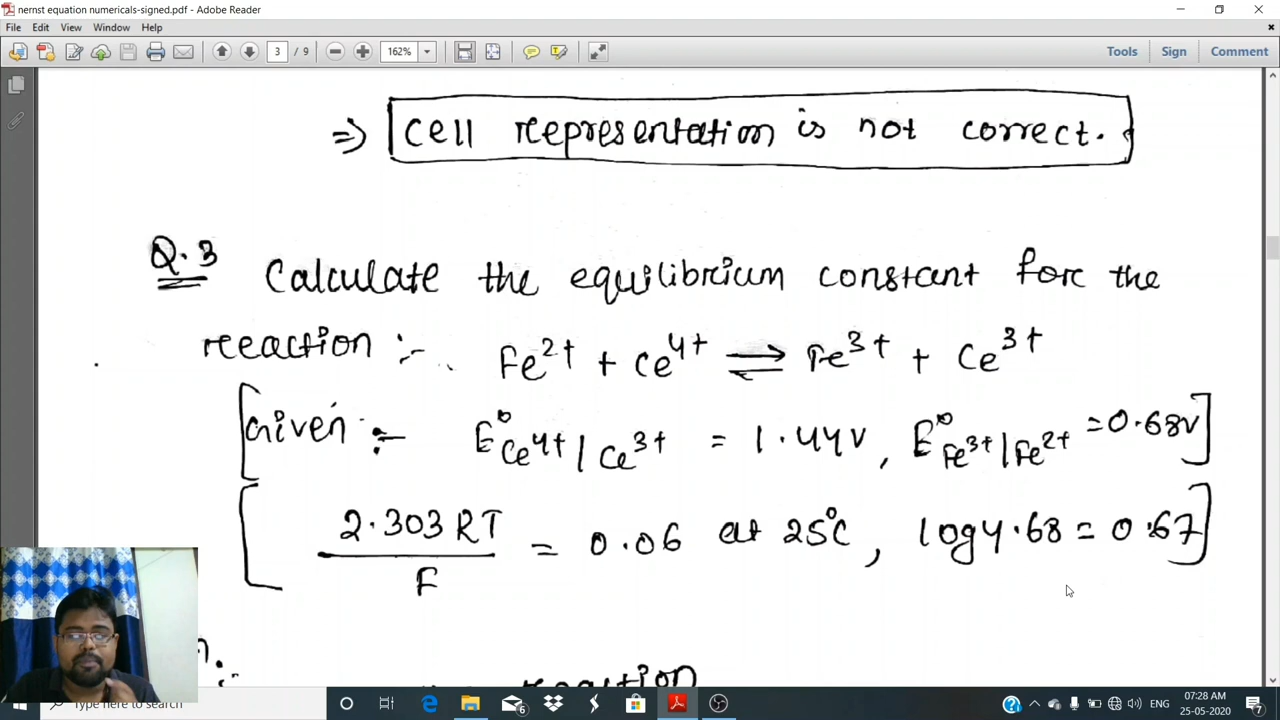 nernst equation numericals-signed.pdf - Adobe Reader
File Edit View Window Help
3 / 9 162% Tools Sign Comment
⇒ Cell representation is not correct.
Q.3 Calculate the equilibrium constant for the
reaction :- Fe²⁺ + Ce⁴⁺ ⇌ Fe³⁺ + Ce³⁺
[Given :- E°Ce⁴⁺/Ce³⁺ = 1.44V, E°Fe³⁺/Fe²⁺ = 0.68V]
[2.303 RT / F = 0.06 at 25°C, log 4.68 = 0.67]
reaction
here to search
6
ENG
07:28 AM
25-05-2020
7